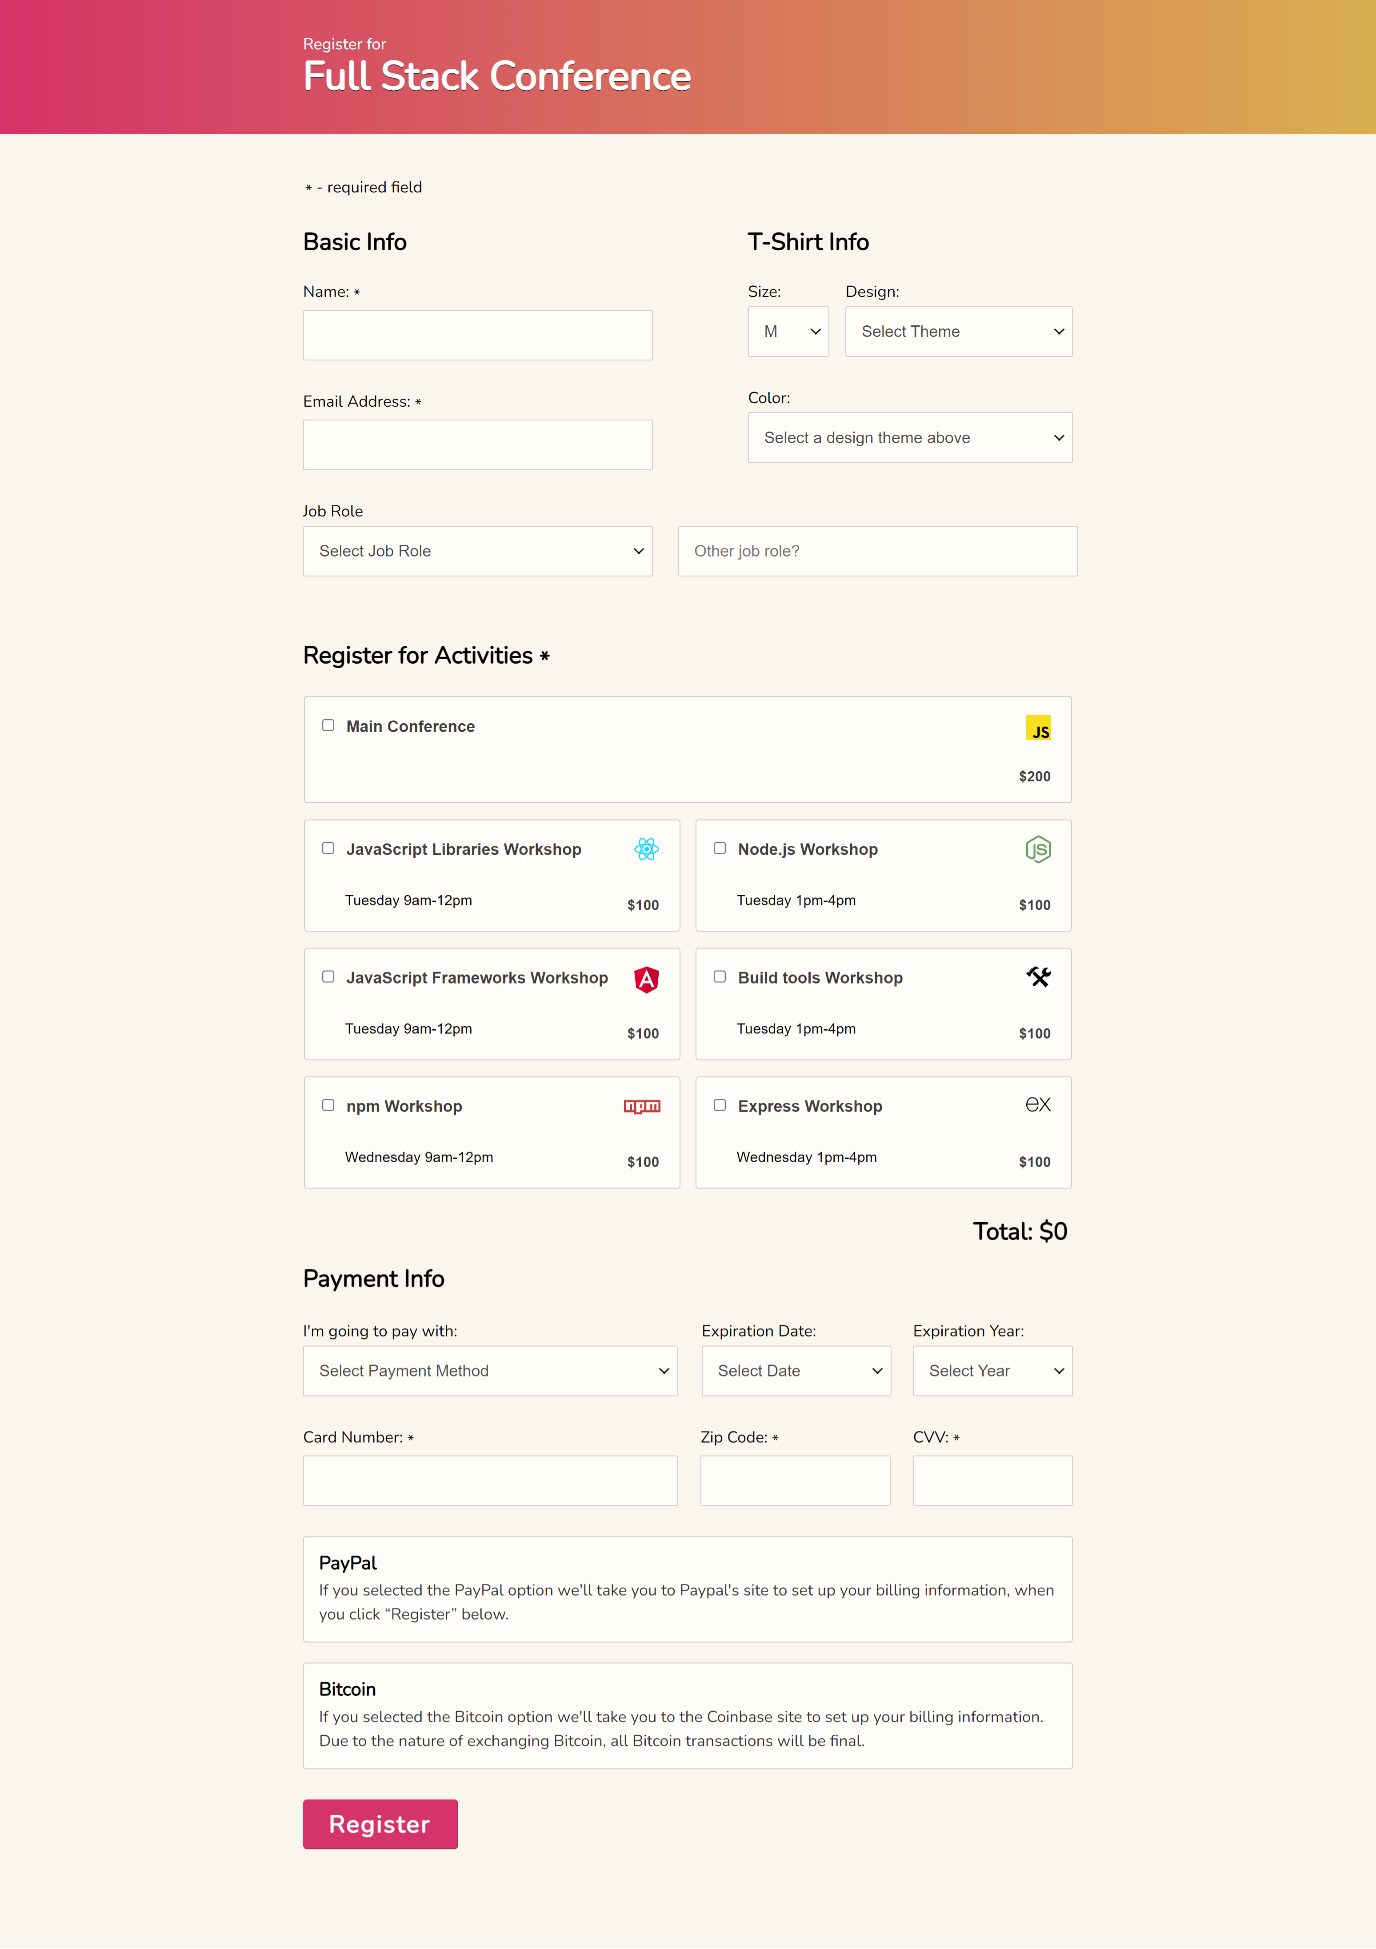 Register for
Full Stack Conference
* - required field
Basic Info
Name: *
Email Address: *
Job Role
Select Job Role
Other job role?
T-Shirt Info
Size:
Design:
M
Select Theme
Color:
Select a design theme above
Register for Activities *
Main Conference
JS
$200
JavaScript Libraries Workshop
Tuesday 9am-12pm
$100
Node.js Workshop
JS
Tuesday 1pm-4pm
$100
JavaScript Frameworks Workshop
A
Tuesday 9am-12pm
$100
Build tools Workshop
Tuesday 1pm-4pm
$100
npm Workshop
npm
Wednesday 9am-12pm
$100
Express Workshop
ex
Wednesday 1pm-4pm
$100
Total: $0
Payment Info
I'm going to pay with:
Expiration Date:
Expiration Year:
Select Payment Method
Select Date
Select Year
Card Number: *
Zip Code: *
CVV: *
PayPal
If you selected the PayPal option we'll take you to Paypal's site to set up your billing information, when
you click “Register” below.
Bitcoin
If you selected the Bitcoin option we'll take you to the Coinbase site to set up your billing information.
Due to the nature of exchanging Bitcoin, all Bitcoin transactions will be final.
Register